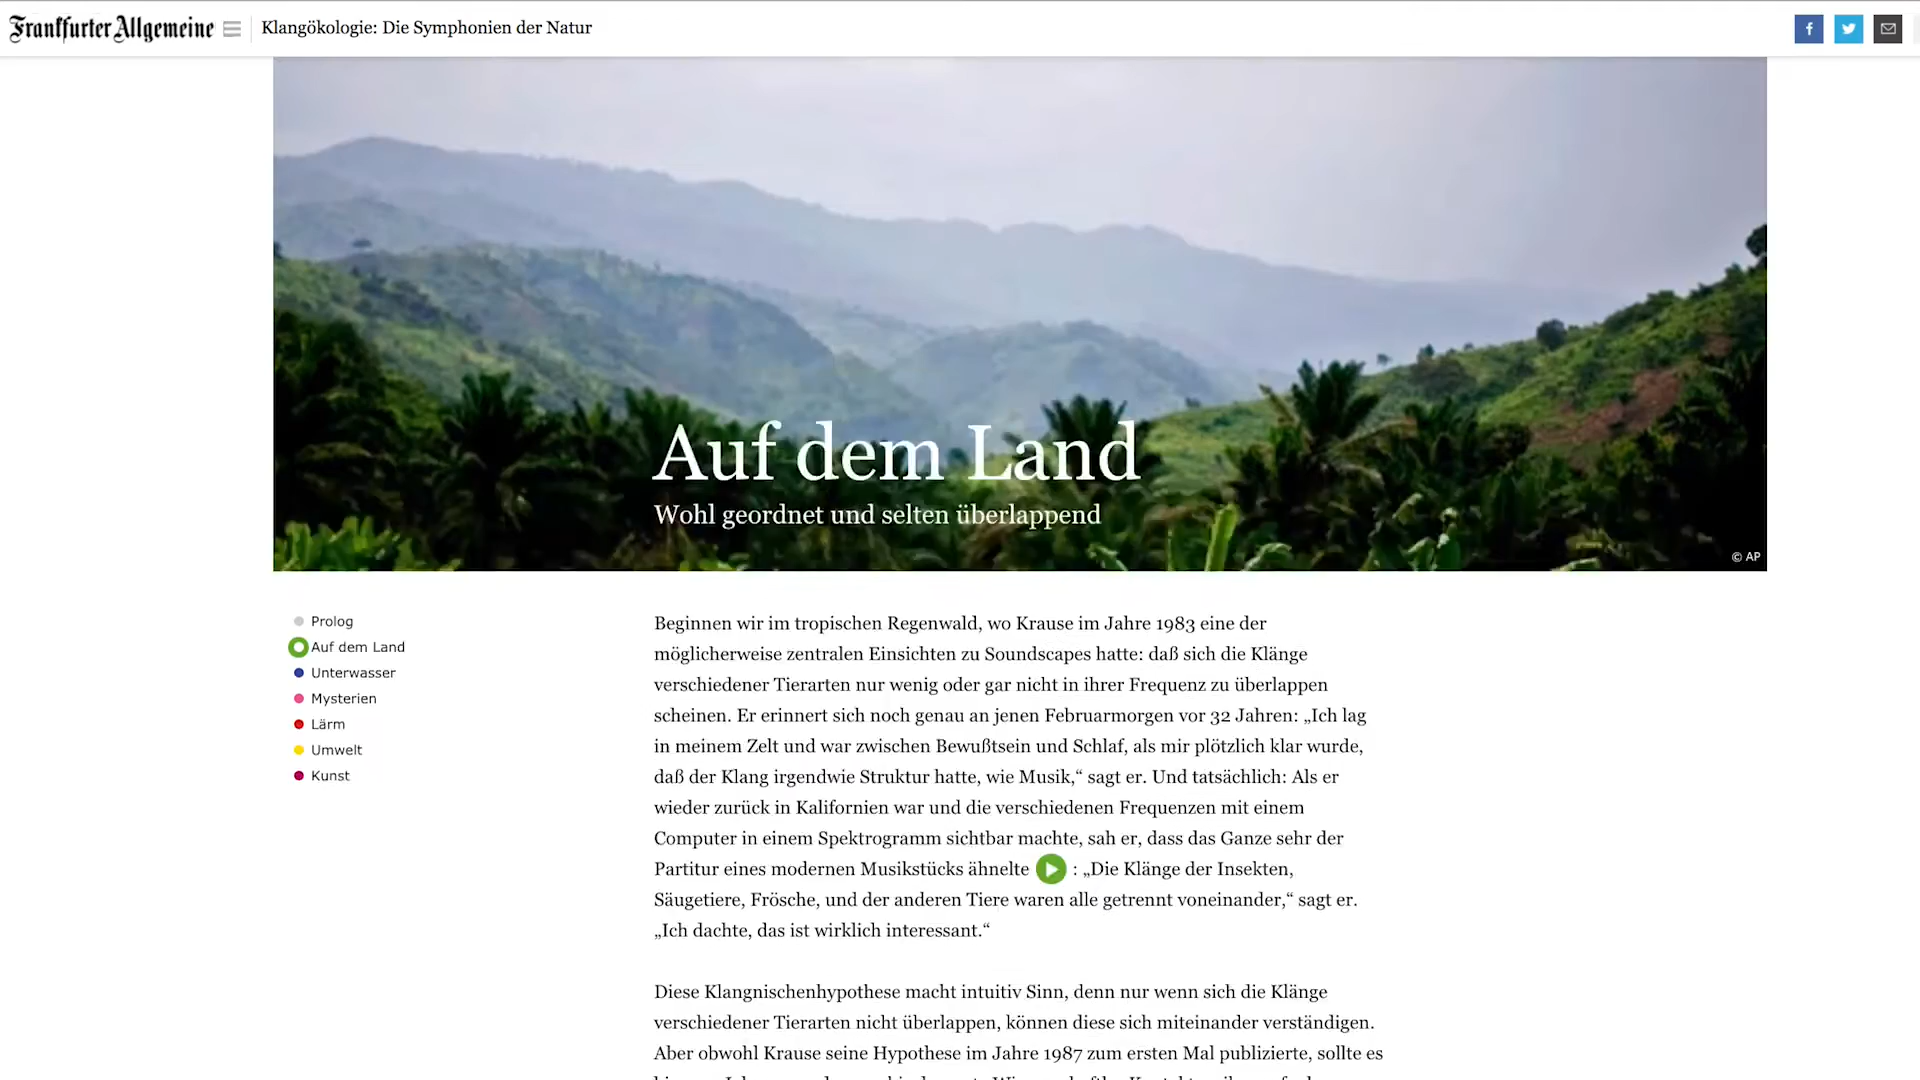 Frankfurter Allgemeine
Klangökologie: Die Symphonien der Natur
Auf dem Land
Wohl geordnet und selten überlappend
© AP
Prolog
Auf dem Land
Unterwasser
Mysterien
Lärm
Umwelt
Kunst
Beginnen wir im tropischen Regenwald, wo Krause im Jahre 1983 eine der
möglicherweise zentralen Einsichten zu Soundscapes hatte: daß sich die Klänge
verschiedener Tierarten nur wenig oder gar nicht in ihrer Frequenz zu überlappen
scheinen. Er erinnert sich noch genau an jenen Februarmorgen vor 32 Jahren: „Ich lag
in meinem Zelt und war zwischen Bewußtsein und Schlaf, als mir plötzlich klar wurde,
daß der Klang irgendwie Struktur hatte, wie Musik,“ sagt er. Und tatsächlich: Als er
wieder zurück in Kalifornien war und die verschiedenen Frequenzen mit einem
Computer in einem Spektrogramm sichtbar machte, sah er, dass das Ganze sehr der
Partitur eines modernen Musikstücks ähnelte : „Die Klänge der Insekten,
Säugetiere, Frösche, und der anderen Tiere waren alle getrennt voneinander,“ sagt er.
„Ich dachte, das ist wirklich interessant.“
Diese Klangnischenhypothese macht intuitiv Sinn, denn nur wenn sich die Klänge
verschiedener Tierarten nicht überlappen, können diese sich miteinander verständigen.
Aber obwohl Krause seine Hypothese im Jahre 1987 zum ersten Mal publizierte, sollte es